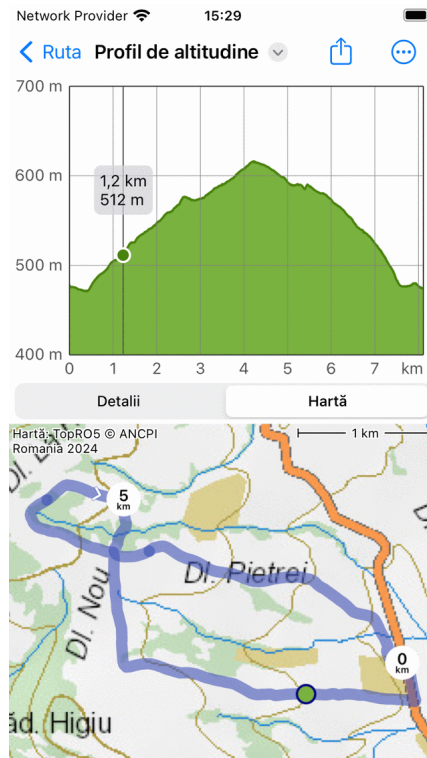 Network Provider 15:29
Ruta Profil de altitudine
700 m
600 m
1,2 km
512 m
500 m
400 m
0 1 2 3 4 5 6 7 km
Detalii Hartă
Hartă: TopRO5 © ANCPI
Romania 2024
1 km
5
km
Dl. Pietrei
Dl. Nou
0
km
ăd. Higiu